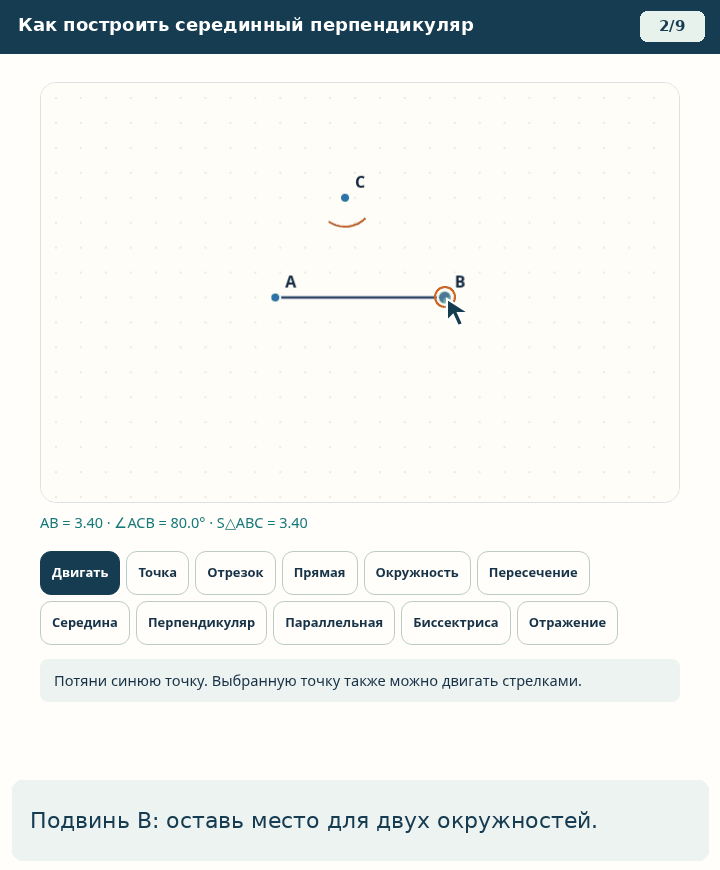 Как построить серединный перпендикуляр
2/9
C
A
B
AB = 3.40 · ∠ACB = 80.0° · S△ABC = 3.40
Двигать Точка Отрезок Прямая Окружность Пересечение
Середина Перпендикуляр Параллельная Биссектриса Отражение
Потяни синюю точку. Выбранную точку также можно двигать стрелками.
Подвинь B: оставь место для двух окружностей.